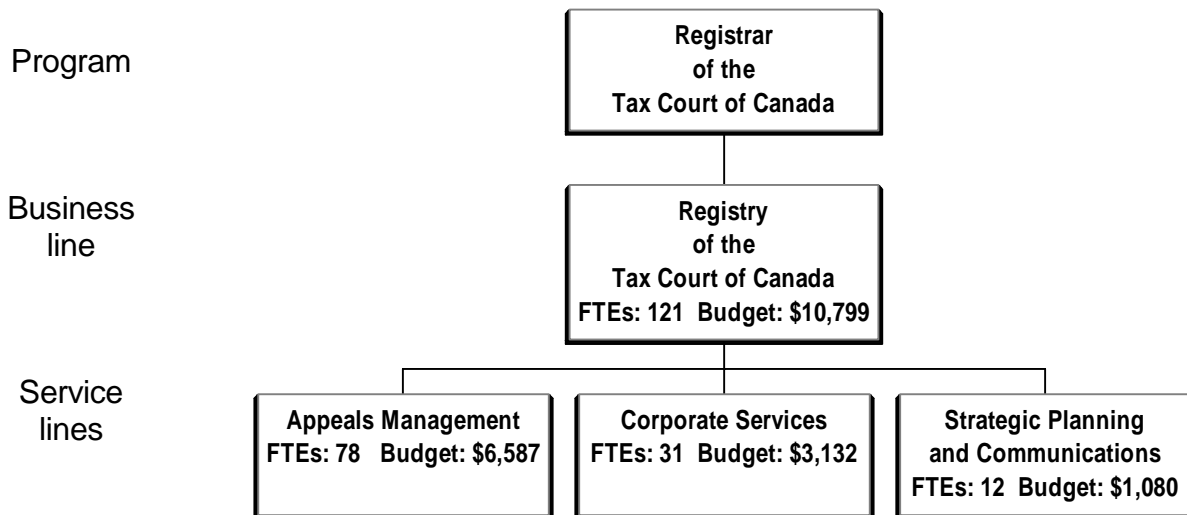 Program
Registrar
of the
Tax Court of Canada
Business
line
Registry
of the
Tax Court of Canada
FTEs: 121 Budget: $10,799
Service
lines
Appeals Management
FTEs: 78 Budget: $6,587
Corporate Services
FTEs: 31 Budget: $3,132
Strategic Planning
and Communications
FTEs: 12 Budget: $1,080